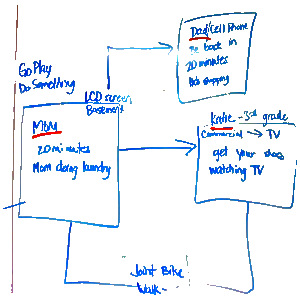 Go Play
Do Something
LCD screen
Basement
Mom
20 minutes
Mom doing laundry
Dad/Cell Phone
Be back in
20 minutes
shopping
Katie - 3rd grade
Commercial → TV
get your shoes
watching TV
Joint Bike
Walk-